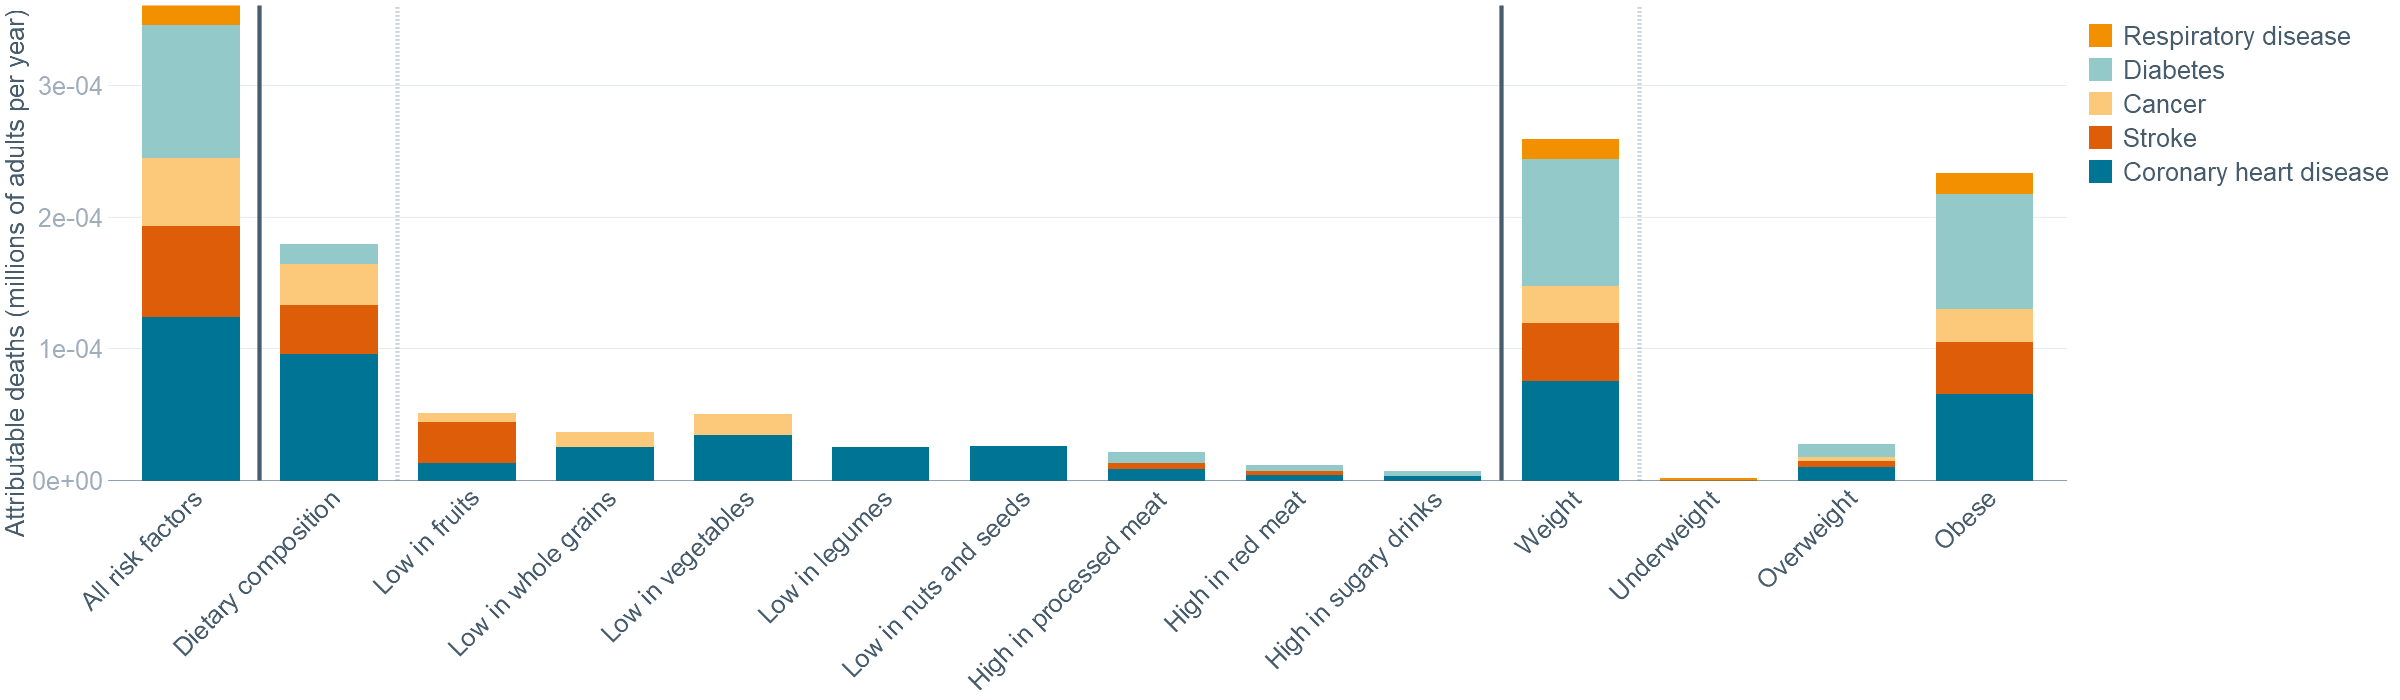 Attributable deaths (millions of adults per year)
3e-04
2e-04
1e-04
0e+00
All risk factors
Dietary composition
Low in fruits
Low in whole grains
Low in vegetables
Low in legumes
Low in nuts and seeds
High in processed meat
High in red meat
High in sugary drinks
Weight
Underweight
Overweight
Obese
Respiratory disease
Diabetes
Cancer
Stroke
Coronary heart disease